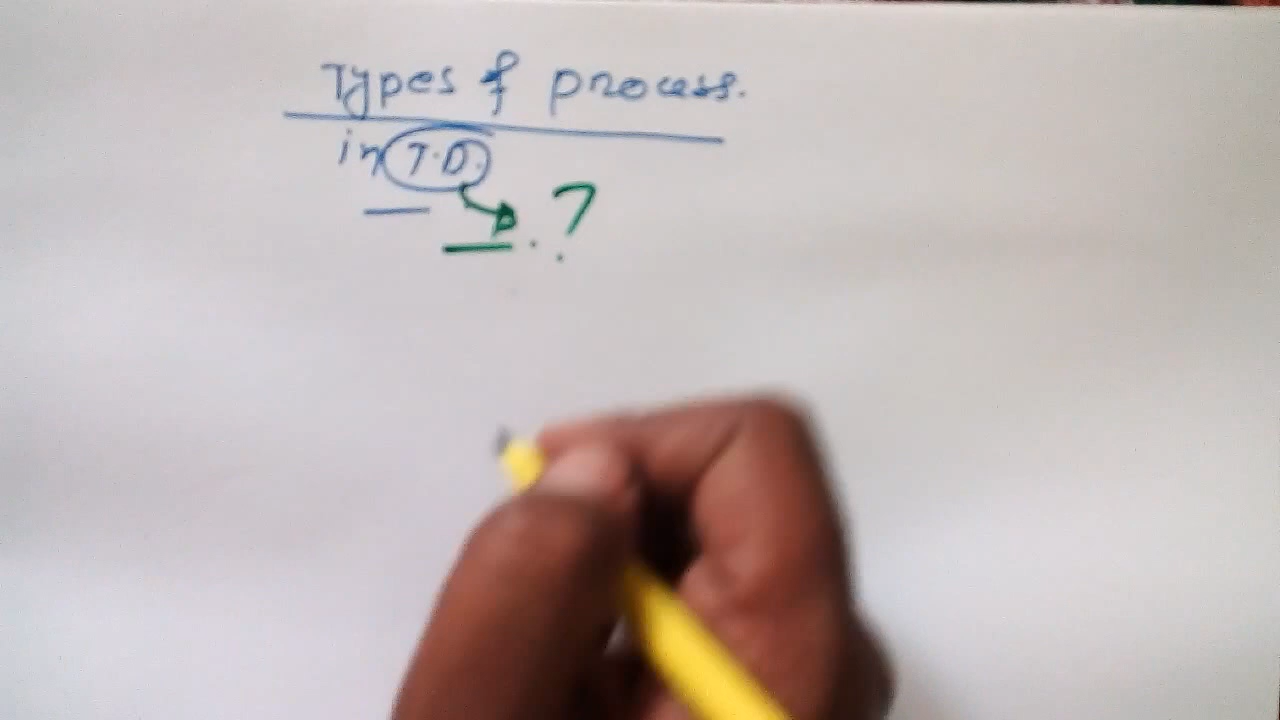 Types of process.
in T.D.
?